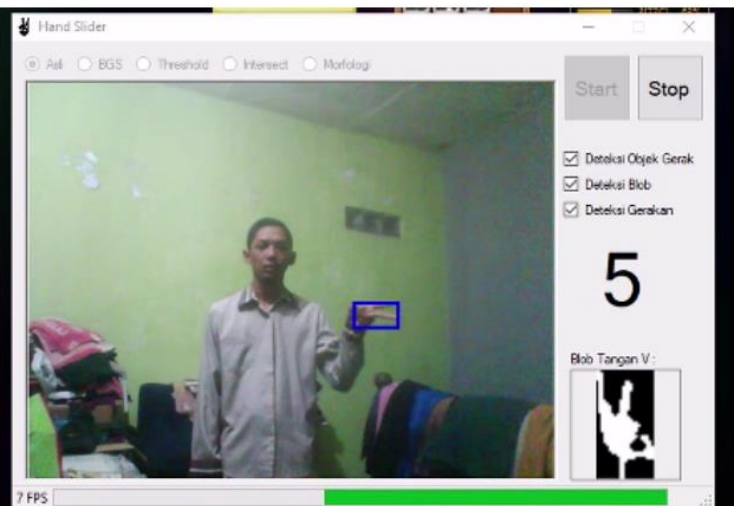 Hand Slider
Asli BGS Threshold Intersect Morfologi
Start Stop
Deteksi Objek Gerak
Deteksi Blob
Deteksi Gerakan
5
Blob Tangan V :
7 FPS